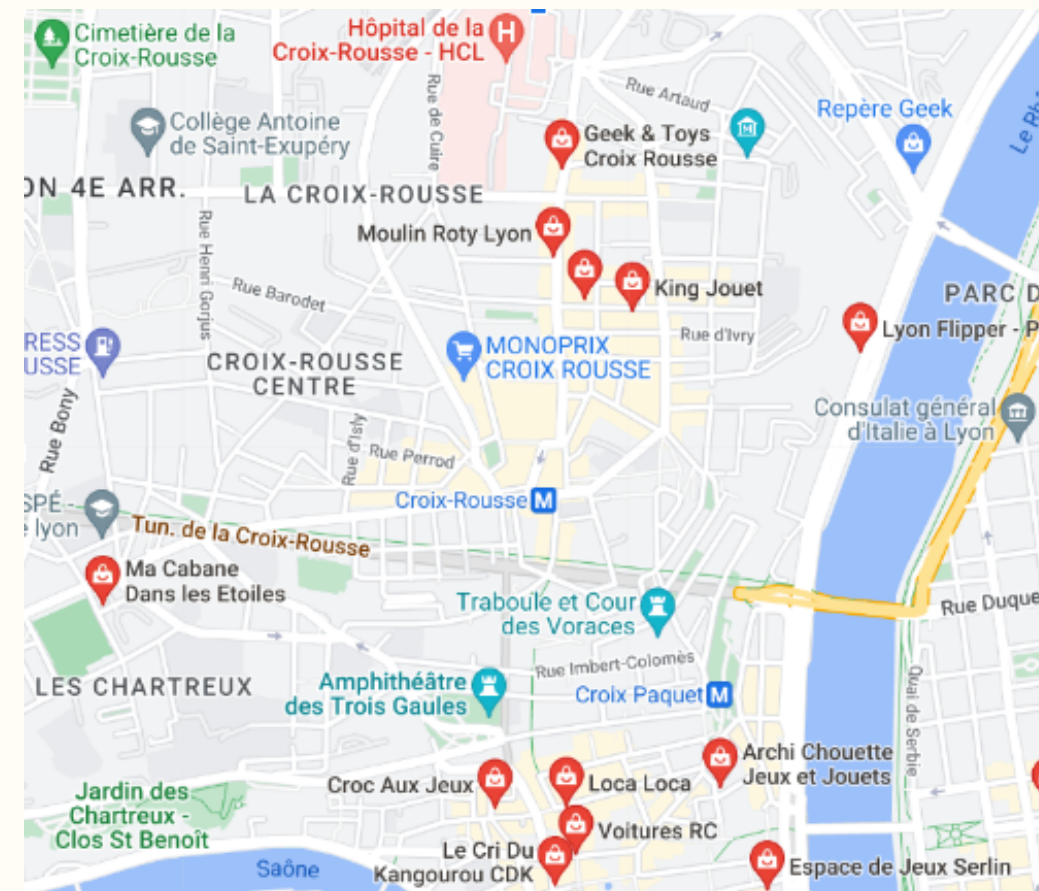 Cimetière de la
Croix-Rousse
Hôpital de la
Croix-Rousse - HCL
H
Rue de Cuire
Rue Artaud
Repère Geek
Le Rh
Collège Antoine
de Saint-Exupéry
Geek & Toys
Croix Rousse
ON 4E ARR.
LA CROIX-ROUSSE
Moulin Roty Lyon
Rue Henri Gorjus
Rue Barodet
King Jouet
PARC D
Rue d'Ivry
Lyon Flipper - P
RESS
USSE
CROIX-ROUSSE
CENTRE
MONOPRIX
CROIX ROUSSE
Consulat général
d'Italie à Lyon
Rue Bony
Rue d'Isly
Rue Perrod
Croix-Rousse M
SPÉ -
e lyon
Tun. de la Croix-Rousse
Ma Cabane
Dans les Etoiles
Traboule et Cour
des Voraces
Rue Duque
Rue Imbert-Colomès
LES CHARTREUX
Amphithéâtre
des Trois Gaules
Croix Paquet M
Quai de Serbie
Archi Chouette
Jeux et Jouets
Croc Aux Jeux
Loca Loca
Jardin des
Chartreux -
Clos St Benoît
Voitures RC
Le Cri Du
Kangourou CDK
Saône
Espace de Jeux Serlin